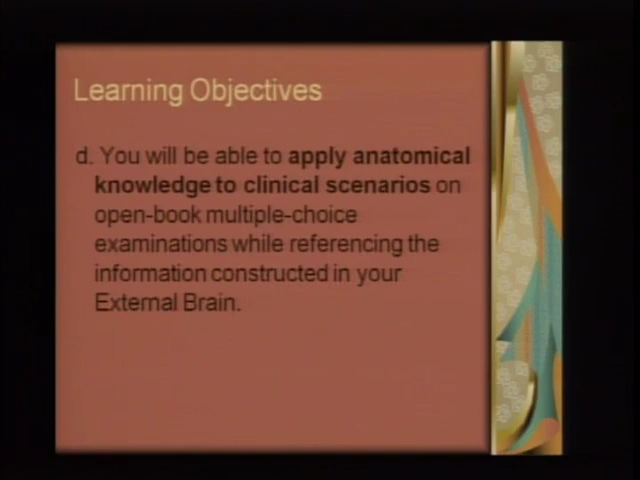 Learning Objectives
d. You will be able to apply anatomical
knowledge to clinical scenarios on
open-book multiple-choice
examinations while referencing the
information constructed in your
External Brain.